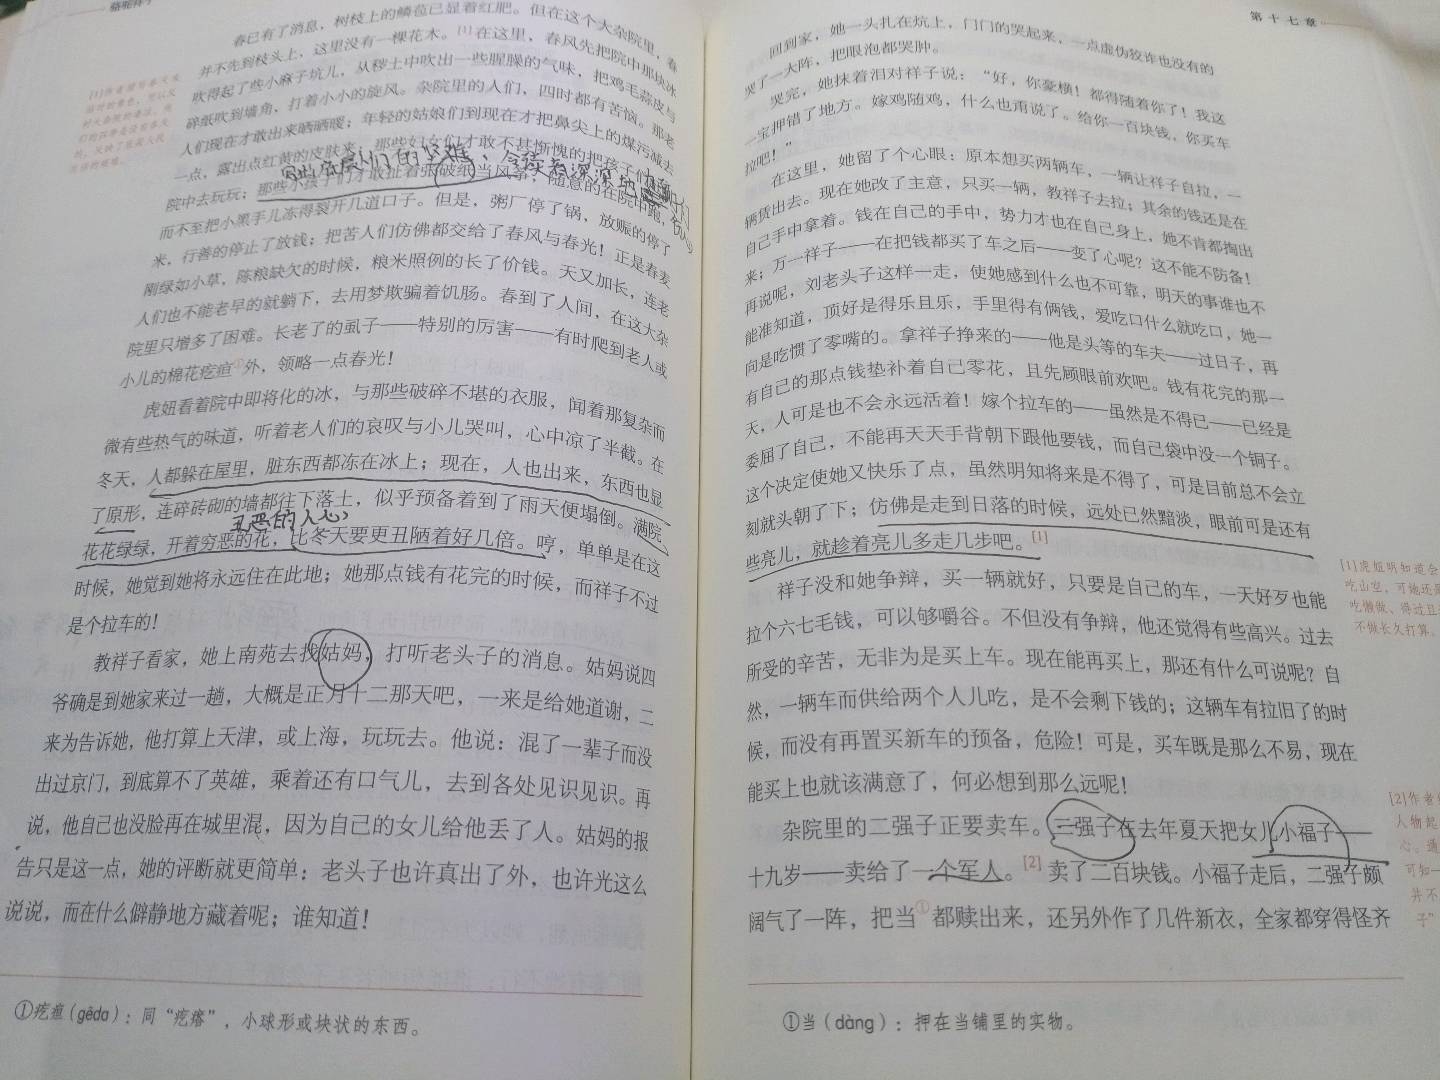 骆驼祥子
春已有了消息，树枝上的鳞苞已显着红肥。但在这个大杂院里，春
并不先到枝头上，这里没有一棵花木。[1]在这里，春风先把院中那块冰
吹得起了些小麻子坑儿，从秽土中吹出一些腥臊的气味，把鸡毛蒜皮与
碎纸吹到墙角，打着小小的旋风。杂院里的人们，四时都有苦恼。那老
人们现在才敢出来晒晒暖；年轻的姑娘们到现在才把鼻尖上的煤污减去
一点，露出点红黄的皮肤来；那些妇女们才敢不甚惭愧的把孩子们
院中去玩玩；那些小孩子们才敢扯着张破纸当风筝，随意的在院中跑，
而不至把小黑手儿冻得裂开几道口子。但是，粥厂停了锅，放赈的停了
米，行善的停止了放钱；把苦人们仿佛都交给了春风与春光！正是春麦
刚绿如小草，陈粮缺欠的时候，粮米照例的长了价钱。天又加长，连老
人们也不能老早的就躺下，去用梦欺骗着饥肠。春到了人间，在这大杂
院里只增多了困难。长老了的虱子——特别的厉害——有时爬到老人或
小儿的棉花疙疸①外，领略一点春光！
虎妞看着院中即将化的冰，与那些破碎不堪的衣服，闻着那复杂而
微有些热气的味道，听着老人们的哀叹与小儿哭叫，心中凉了半截。在
冬天，人都躲在屋里，脏东西都冻在冰上；现在，人也出来，东西也显
了原形，连碎砖砌的墙都往下落土，似乎预备着到了雨天便塌倒。满院
丑恶的人心
花花绿绿，开着穷恶的花，比冬天要更丑陋着好几倍。哼，单单是在这
时候，她觉到她将永远住在此地；她那点钱有花完的时候，而祥子不过
是个拉车的！
教祥子看家，她上南苑去找姑妈，打听老头子的消息。姑妈说四
爷确是到她家来过一趟，大概是正月十二那天吧，一来是给她道谢，二
来为告诉她，他打算上天津，或上海，玩玩去。他说：混了一辈子而没
出过京门，到底算不了英雄，乘着还有口气儿，去到各处见识见识。再
说，他自己也没脸再在城里混，因为自己的女儿给他丢了人。姑妈的报
告只是这一点，她的评断就更简单：老头子也许真出了外，也许光这么
说说，而在什么僻静地方藏着呢；谁知道！
①疙疸（gēda）：同“疙瘩”，小球形或块状的东西。
第十七章
回到家，她一头扎在炕上，门门的哭起来，一点虚伪狡诈也没有的
哭了一大阵，把眼泡都哭肿。
哭完，她抹着泪对祥子说：“好，你豪横！都得随着你了！我这
一宝押错了地方。嫁鸡随鸡，什么也甭说了。给你一百块钱，你买车
拉吧！”
在这里，她留了个心眼：原本想买两辆车，一辆让祥子自拉，一
辆赁出去。现在她改了主意，只买一辆，教祥子去拉；其余的钱还是在
自己手中拿着。钱在自己的手中，势力才也在自己身上，她不肯都掏出
来；万一祥子——在把钱都买了车之后——变了心呢？这不能不防备！
再说呢，刘老头子这样一走，使她感到什么也不可靠，明天的事谁也不
能准知道，顶好是得乐且乐，手里得有俩钱，爱吃口什么就吃口，她一
向是吃惯了零嘴的。拿祥子挣来的——他是头等的车夫——过日子，再
有自己的那点钱垫补着自己零花，且先顾眼前欢吧。钱有花完的那一
天，人可是也不会永远活着！嫁个拉车的——虽然是不得已——已经是
委屈了自己，不能再天天手背朝下跟他要钱，而自己袋中没一个铜子。
这个决定使她又快乐了点，虽然明知将来是不得了，可是目前总不会立
刻就头朝了下；仿佛是走到日落的时候，远处已然黯淡，眼前可是还有
些亮儿，就趁着亮儿多走几步吧。[1]
祥子没和她争辩，买一辆就好，只要是自己的车，一天好歹也能
拉个六七毛钱，可以够嚼谷。不但没有争辩，他还觉得有些高兴。过去
所受的辛苦，无非为是买上车。现在能再买上，那还有什么可说呢？自
然，一辆车而供给两个人儿吃，是不会剩下钱的；这辆车有拉旧了的时
候，而没有再置买新车的预备，危险！可是，买车既是那么不易，现在
能买上也就该满意了，何必想到那么远呢！
杂院里的二强子正要卖车。二强子在去年夏天把女儿小福子——
十九岁——卖给了一个军人。[2]卖了二百块钱。小福子走后，二强子颇
阔气了一阵，把当①都赎出来，还另外作了几件新衣，全家都穿得怪齐
[1]虎妞明知道会
吃山空，可她还是
吃懒做、得过且
不做长久打算。
[2]作者
人物起
心。通
可知
并不
子”
①当（dàng）：押在当铺里的实物。